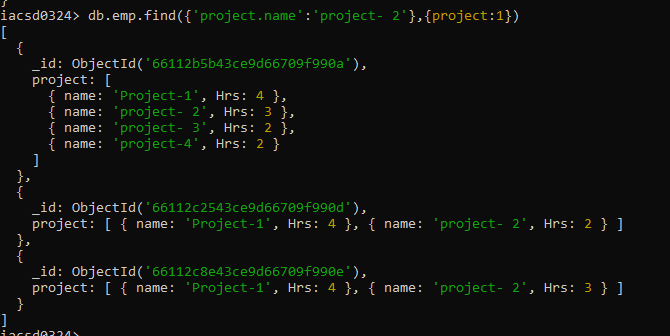 }
iacsd0324> db.emp.find({'project.name':'project- 2'},{project:1})
[
  {
    _id: ObjectId('66112b5b43ce9d66709f990a'),
    project: [
      { name: 'Project-1', Hrs: 4 },
      { name: 'project- 2', Hrs: 3 },
      { name: 'project- 3', Hrs: 2 },
      { name: 'project-4', Hrs: 2 }
    ]
  },
  {
    _id: ObjectId('66112c2543ce9d66709f990d'),
    project: [ { name: 'Project-1', Hrs: 4 }, { name: 'project- 2', Hrs: 2 } ]
  },
  {
    _id: ObjectId('66112c8e43ce9d66709f990e'),
    project: [ { name: 'Project-1', Hrs: 4 }, { name: 'project- 2', Hrs: 3 } ]
  }
]
iacsd0324>